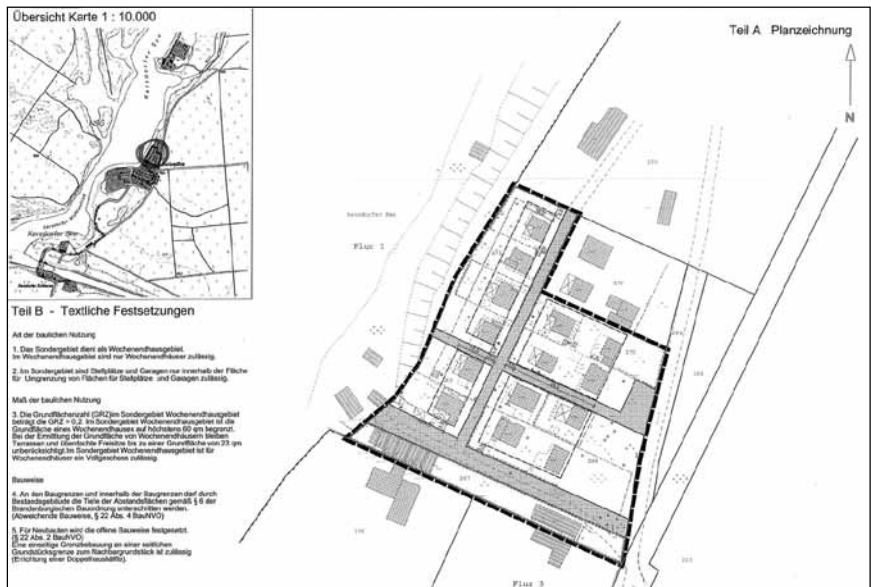 Übersicht Karte 1 : 10.000
Teil A Planzeichnung
N
Kersdorfer See
Flur 1
Teil B - Textliche Festsetzungen
Art der baulichen Nutzung
1. Das Sondergebiet dient als Wochenendhausgebiet.
Im Wochenendhausgebiet sind nur Wochenendhäuser zulässig.
2. Im Sondergebiet sind Stellplätze und Garagen nur innerhalb der Fläche
für Umgrenzung von Flächen für Stellplätze und Garagen zulässig.
Maß der baulichen Nutzung
3. Die Grundflächenzahl (GRZ)im Sondergebiet Wochenendhausgebiet
beträgt die GRZ = 0,2. Im Sondergebiet Wochenendhausgebiet ist die
Grundfläche eines Wochenendhauses auf höchstens 60 qm begrenzt.
Bei der Ermittlung der Grundfläche von Wochenendhäusern bleiben
Terrassen und überdachte Freisitze bis zu einer Grundfläche von 23 qm
unberücksichtigt.Im Sondergebiet Wochenendhausgebiet ist für
Wochenendhäuser ein Vollgeschoss zulässig.
Bauweise
4. An den Baugrenzen und innerhalb der Baugrenzen darf durch
Bestandsgebäude die Tiefe der Abstandsflächen gemäß § 6 der
Brandenburgischen Bauordnung unterschritten werden.
(Abweichende Bauweise, § 22 Abs. 4 BauNVO)
5. Für Neubauten wird die offene Bauweise festgesetzt.
(§ 22 Abs. 2 BauNVO)
Eine einseitige Grenzbebauung an einer seitlichen
Grundstücksgrenze zum Nachbargrundstück ist zulässig
(Errichtung einer Doppelhaushälfte).
Flur 3